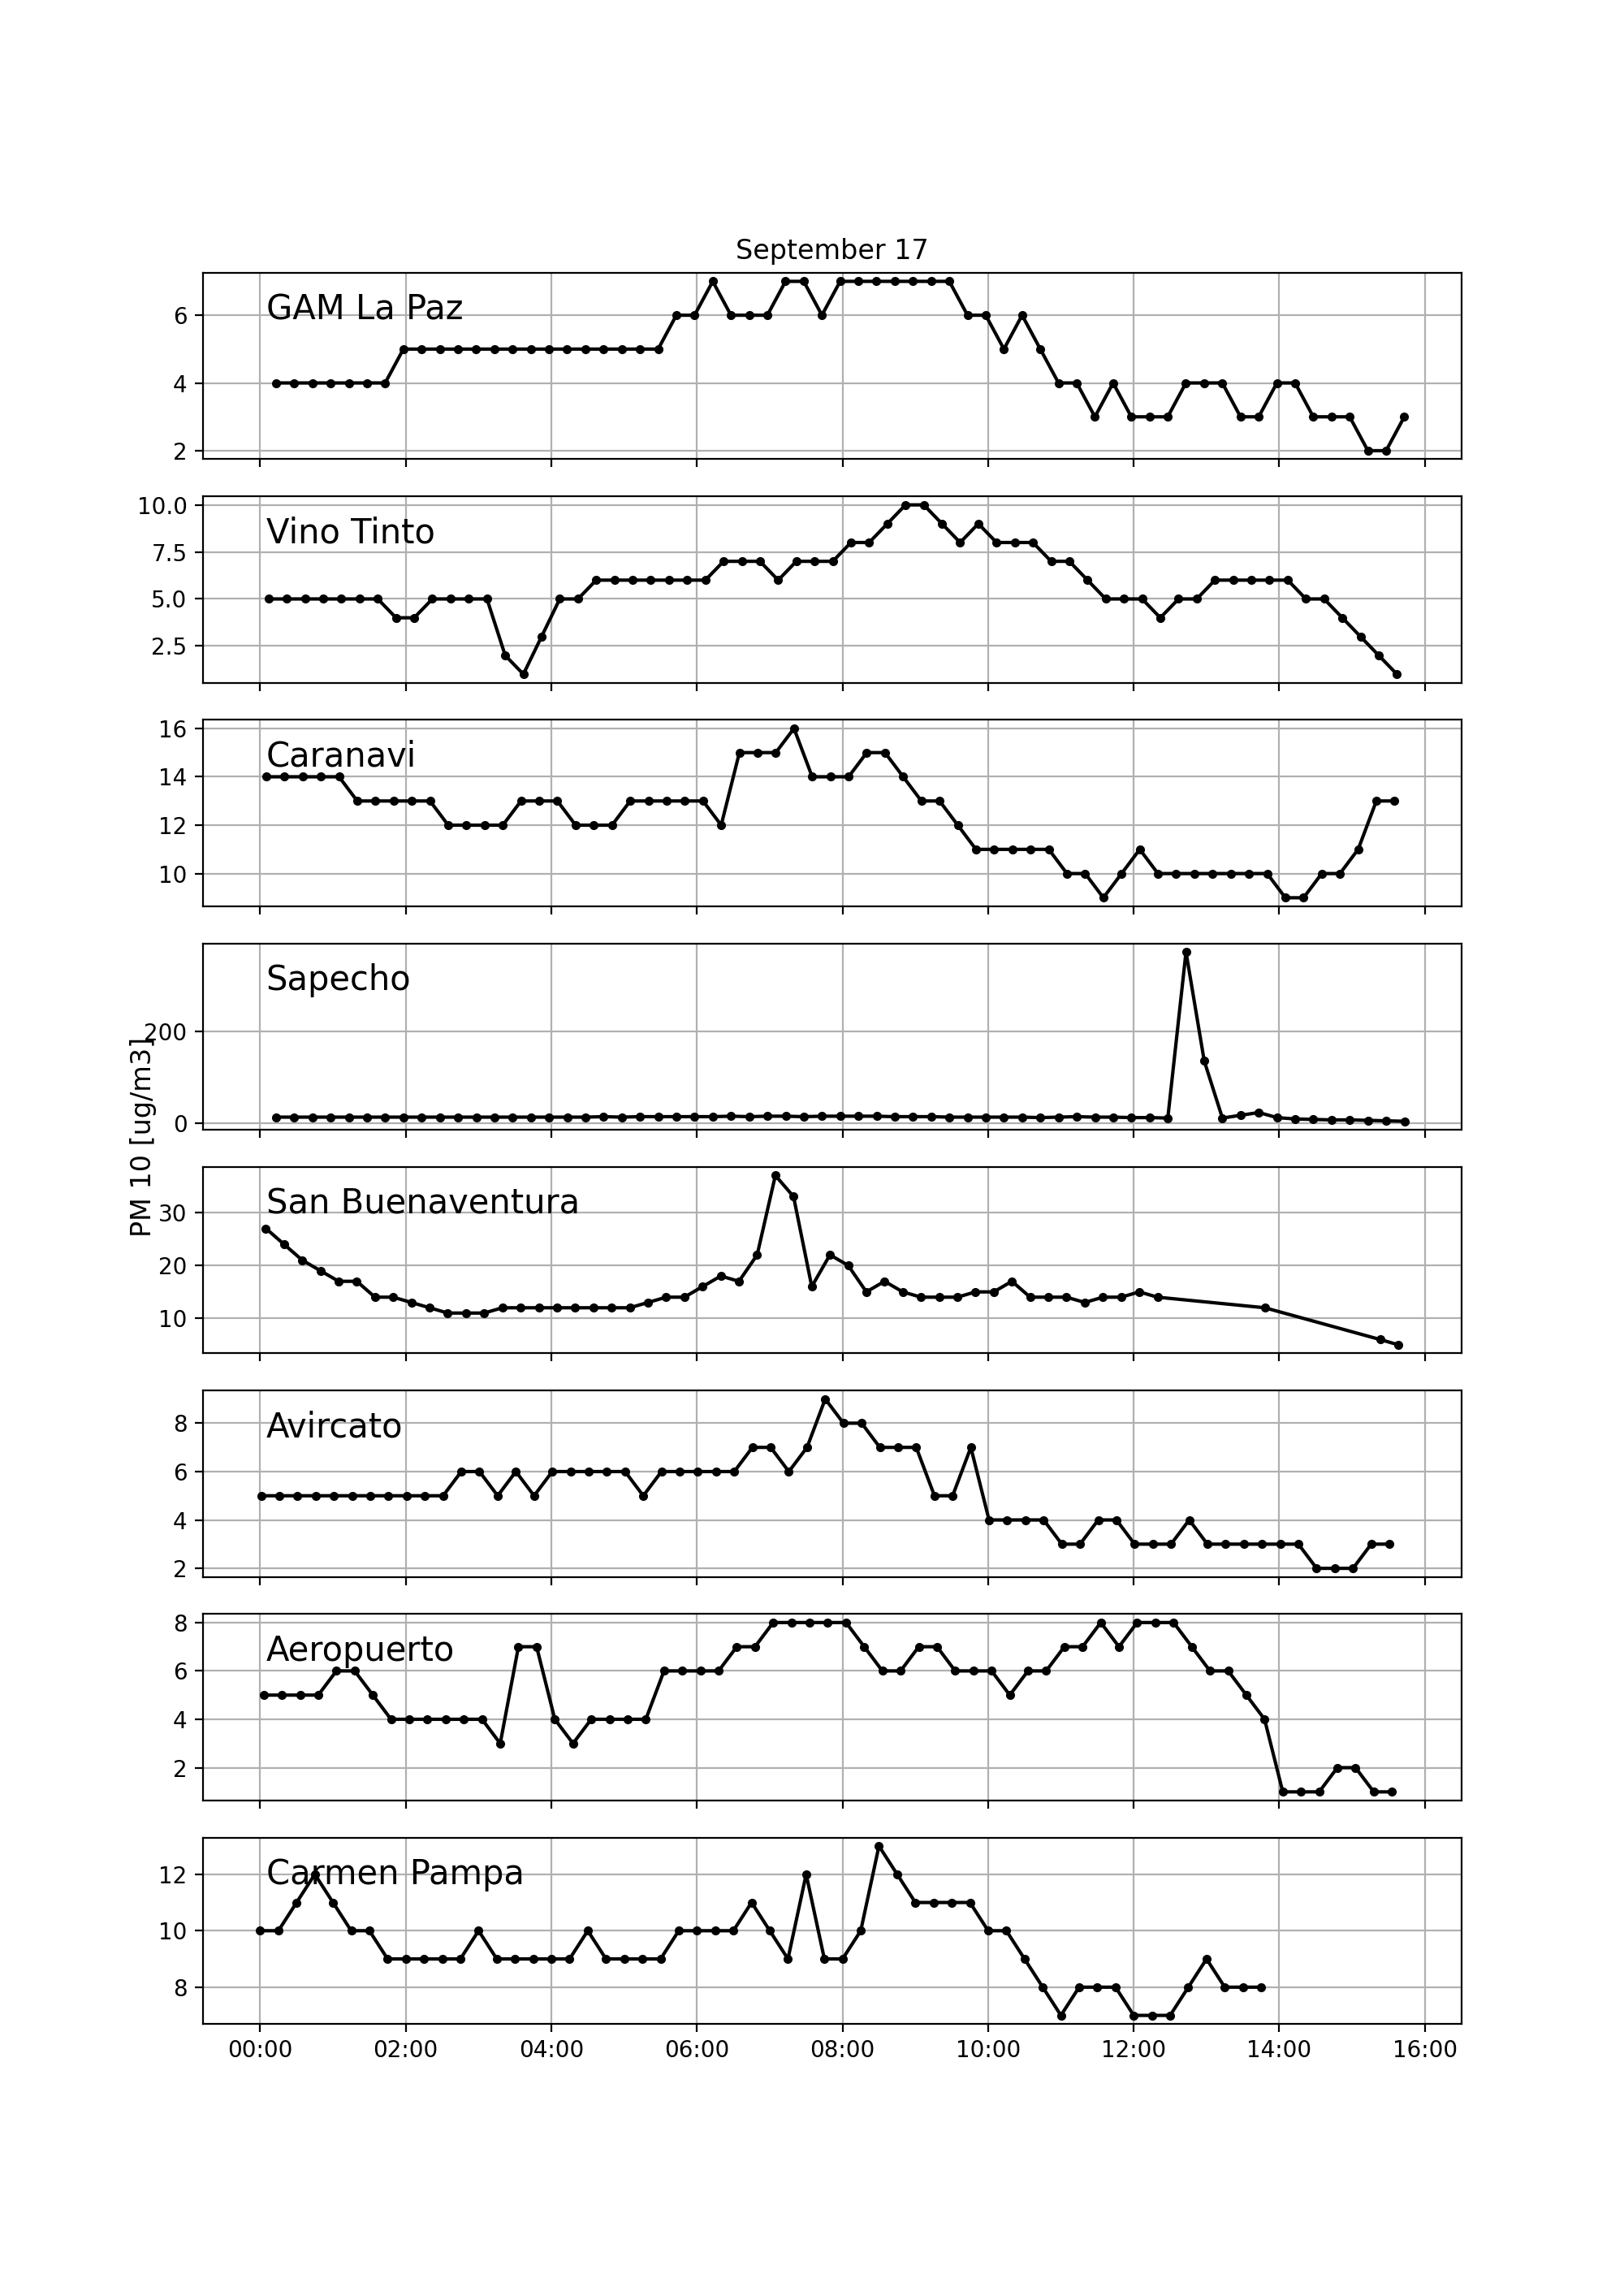 September 17
GAM La Paz
6
4
2
Vino Tinto
10.0
7.5
5.0
2.5
Caranavi
16
14
12
10
Sapecho
200
0
PM 10 [ug/m3]
San Buenaventura
30
20
10
Avircato
8
6
4
2
Aeropuerto
8
6
4
2
Carmen Pampa
12
10
8
00:00 02:00 04:00 06:00 08:00 10:00 12:00 14:00 16:00